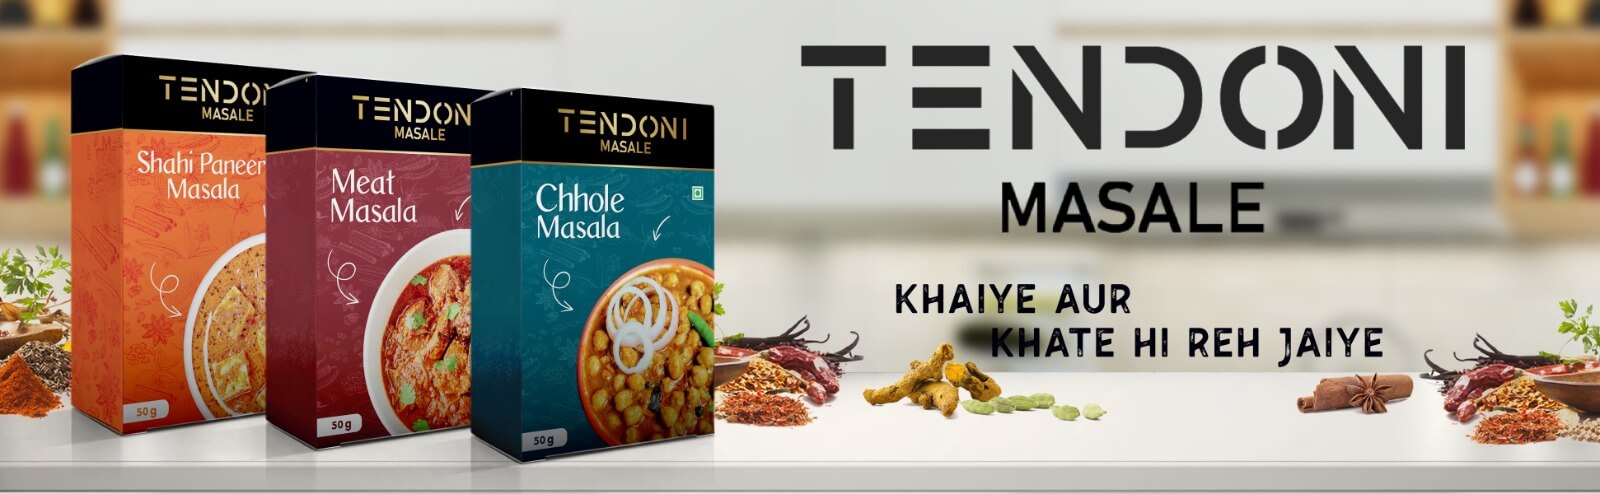 TENDONI
MASALE
Shahi Paneer
Masala
50 g
TENDONI
MASALE
Meat
Masala
50 g
TENDONI
MASALE
Chhole
Masala
50 g
TENDONI
MASALE
KHAIYE AUR
KHATE HI REH JAIYE